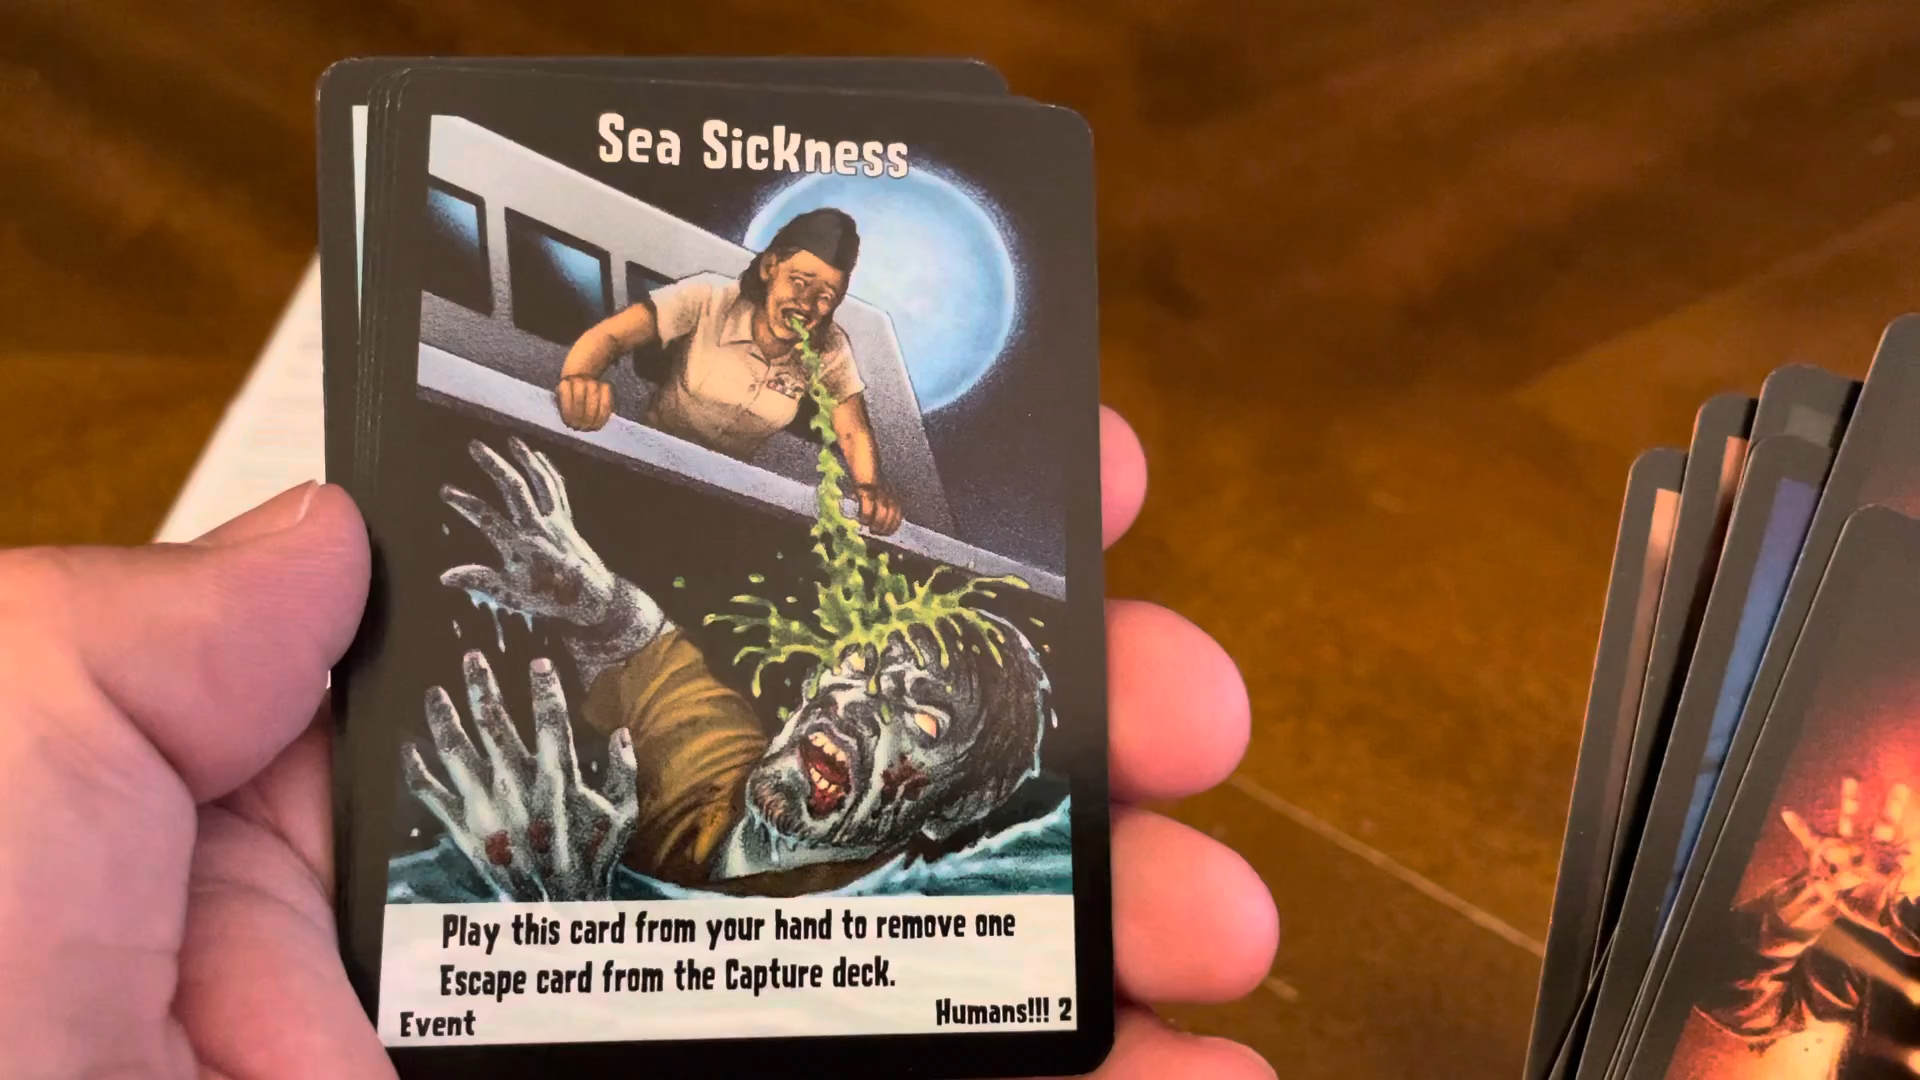 Sea Sickness
Play this card from your hand to remove one
Escape card from the Capture deck.
Event
Humans!!! 2